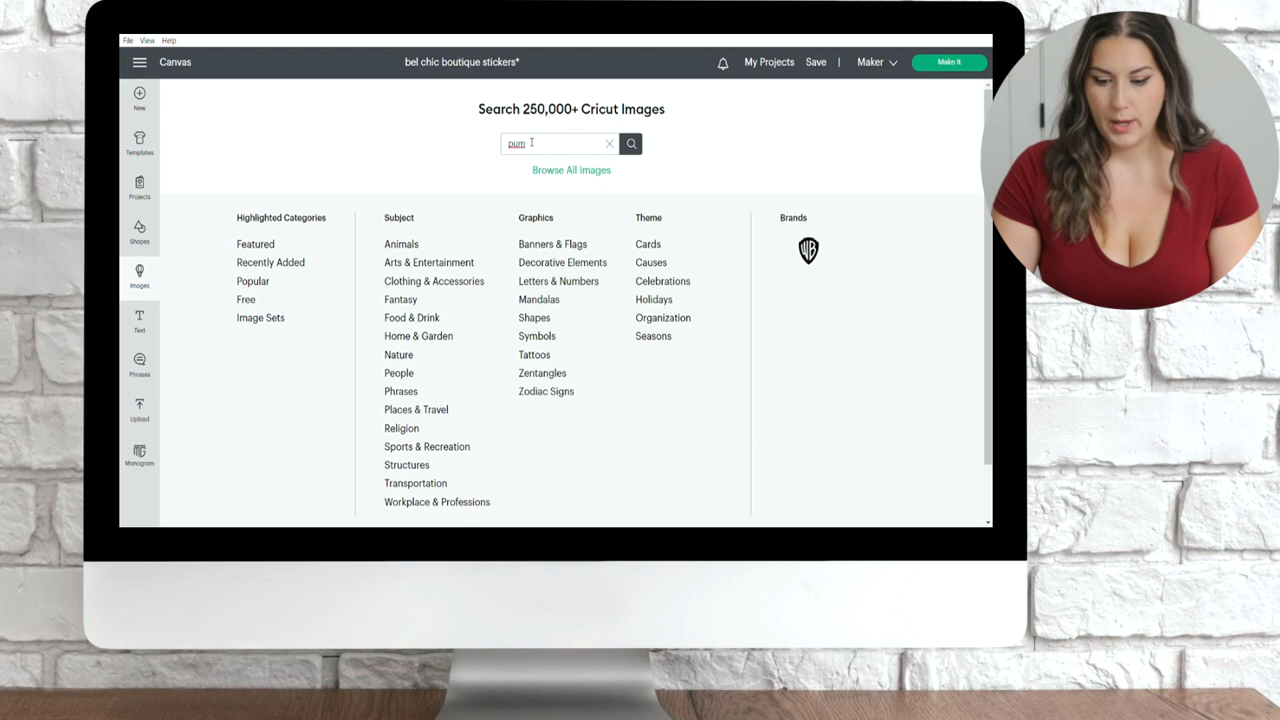 File View Help
Canvas
bel chic boutique stickers*
My Projects Save | Maker Make It
New
Templates
Projects
Shapes
Images
Text
Phrases
Upload
Monogram
Search 250,000+ Cricut Images
pum
Browse All Images
Highlighted Categories
Featured
Recently Added
Popular
Free
Image Sets
Subject
Animals
Arts & Entertainment
Clothing & Accessories
Fantasy
Food & Drink
Home & Garden
Nature
People
Phrases
Places & Travel
Religion
Sports & Recreation
Structures
Transportation
Workplace & Professions
Graphics
Banners & Flags
Decorative Elements
Letters & Numbers
Mandalas
Shapes
Symbols
Tattoos
Zentangles
Zodiac Signs
Theme
Cards
Causes
Celebrations
Holidays
Organization
Seasons
Brands
WB